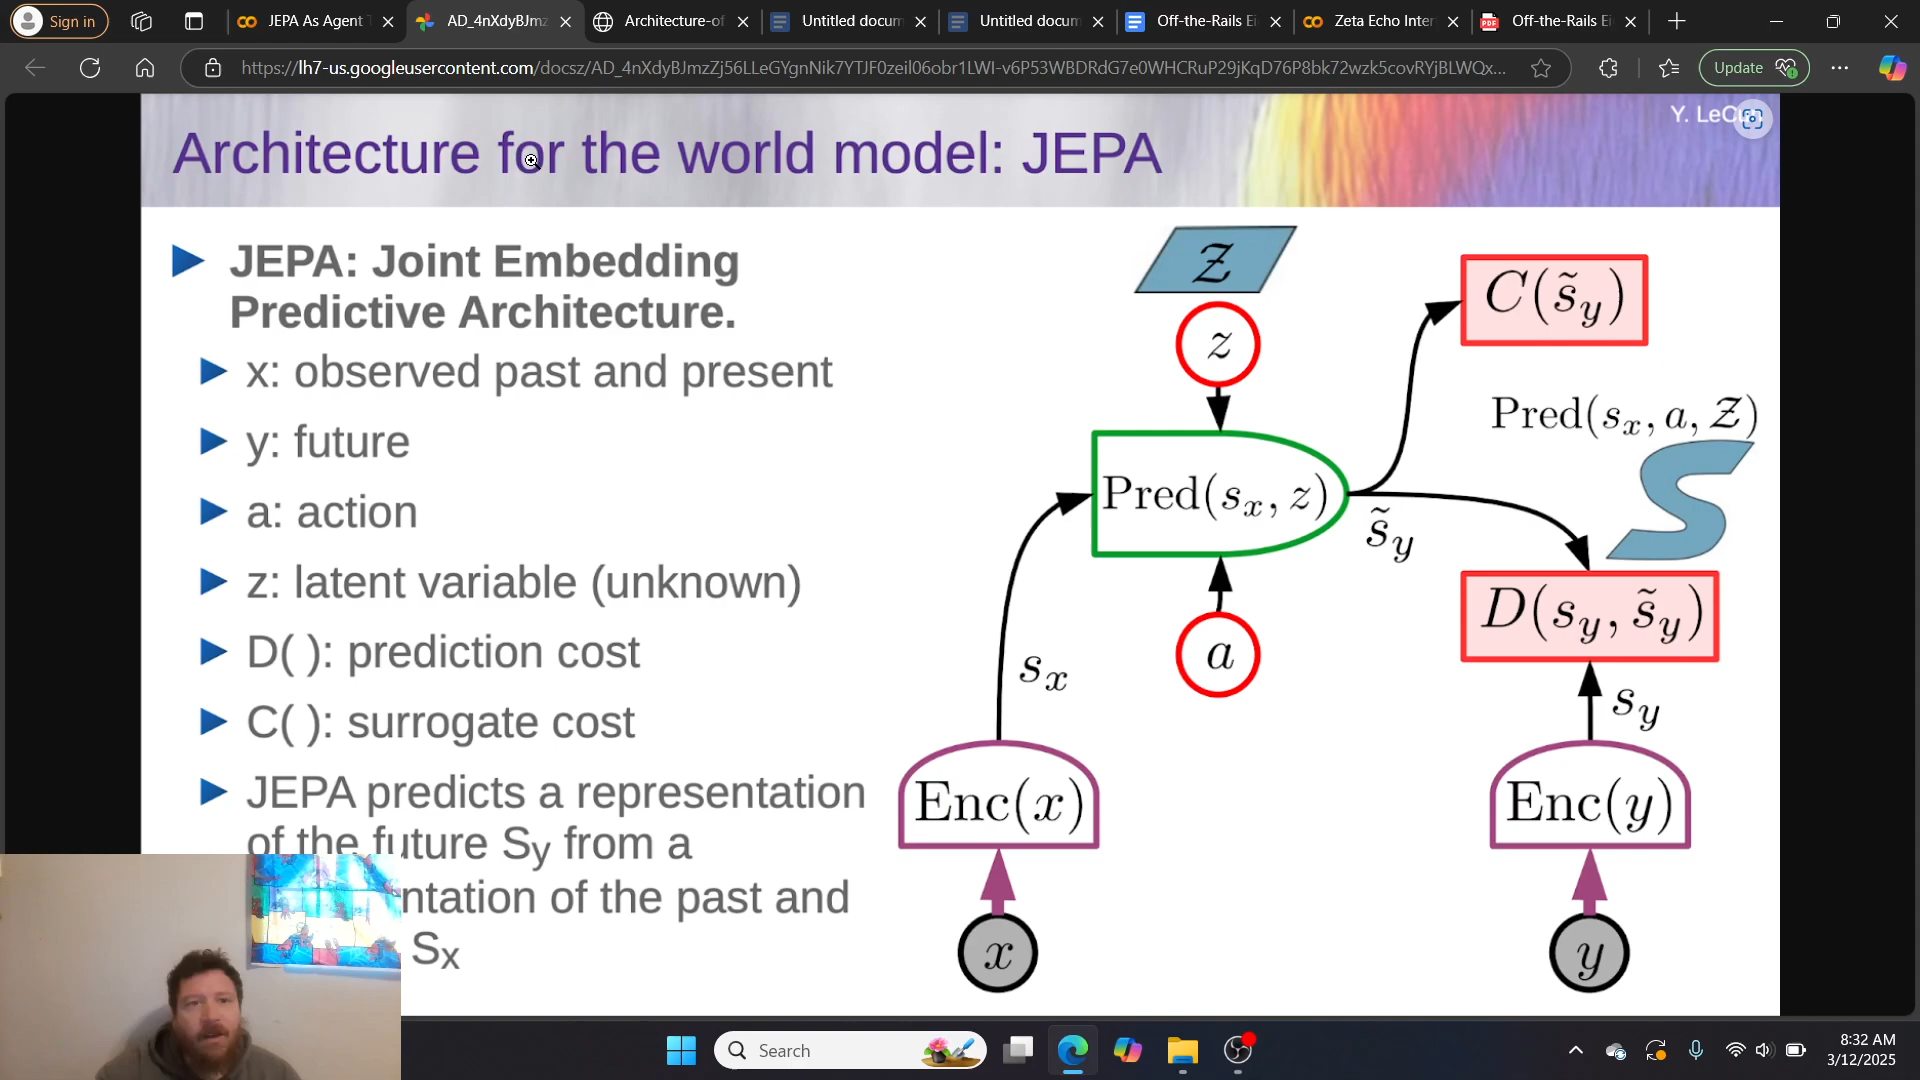 Sign in
JEPA As Agent
AD_4nXdyBJmz
Architecture-of
Untitled docum
Untitled docum
Off-the-Rails Ei
Zeta Echo Inter
Off-the-Rails Ei
https://lh7-us.googleusercontent.com/docsz/AD_4nXdyBJmzZj56LLeGYgnNik7YTJF0zeil06obr1LWI-v6P53WBDRdG7e0WHCRuP29jKqD76P8bk72wzk5covRYjBLWQx...
Update
Y. LeCun
Architecture for the world model: JEPA
JEPA: Joint Embedding
Predictive Architecture.
x: observed past and present
y: future
a: action
z: latent variable (unknown)
D( ): prediction cost
C( ): surrogate cost
JEPA predicts a representation
of the future Sy from a
ntation of the past and
Sx
Z
z
C(s̃y)
Pred(sx, a, Z)
Pred(sx, z)
s̃y
S
D(sy, s̃y)
a
sx
sy
Enc(x)
Enc(y)
x
y
Search
8:32 AM
3/12/2025